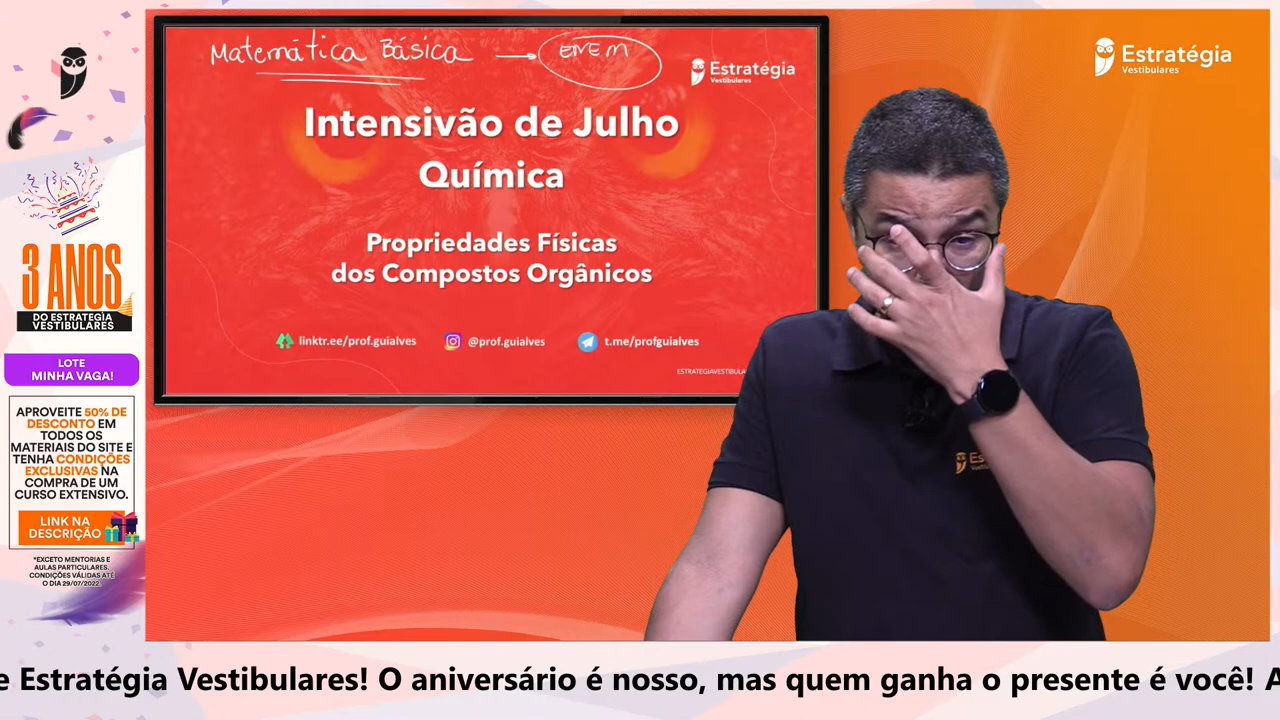 Matemática Básica → ENEM
Estratégia
Vestibulares
Intensivão de Julho
Química
Propriedades Físicas
dos Compostos Orgânicos
linktr.ee/prof.guialves
@prof.guialves
t.me/profguialves
ESTRATEGIAVESTIBULA
Estratégia
Vestibulares
Es
3 ANOS
DO ESTRATÉGIA
VESTIBULARES
LOTE
MINHA VAGA!
APROVEITE 50% DE
DESCONTO EM
TODOS OS
MATERIAIS DO SITE E
TENHA CONDIÇÕES
EXCLUSIVAS NA
COMPRA DE UM
CURSO EXTENSIVO.
LINK NA
DESCRIÇÃO
*EXCETO MENTORIAS E
AULAS PARTICULARES.
CONDIÇÕES VÁLIDAS ATÉ
O DIA 29/07/2022.
e Estratégia Vestibulares! O aniversário é nosso, mas quem ganha o presente é você! A